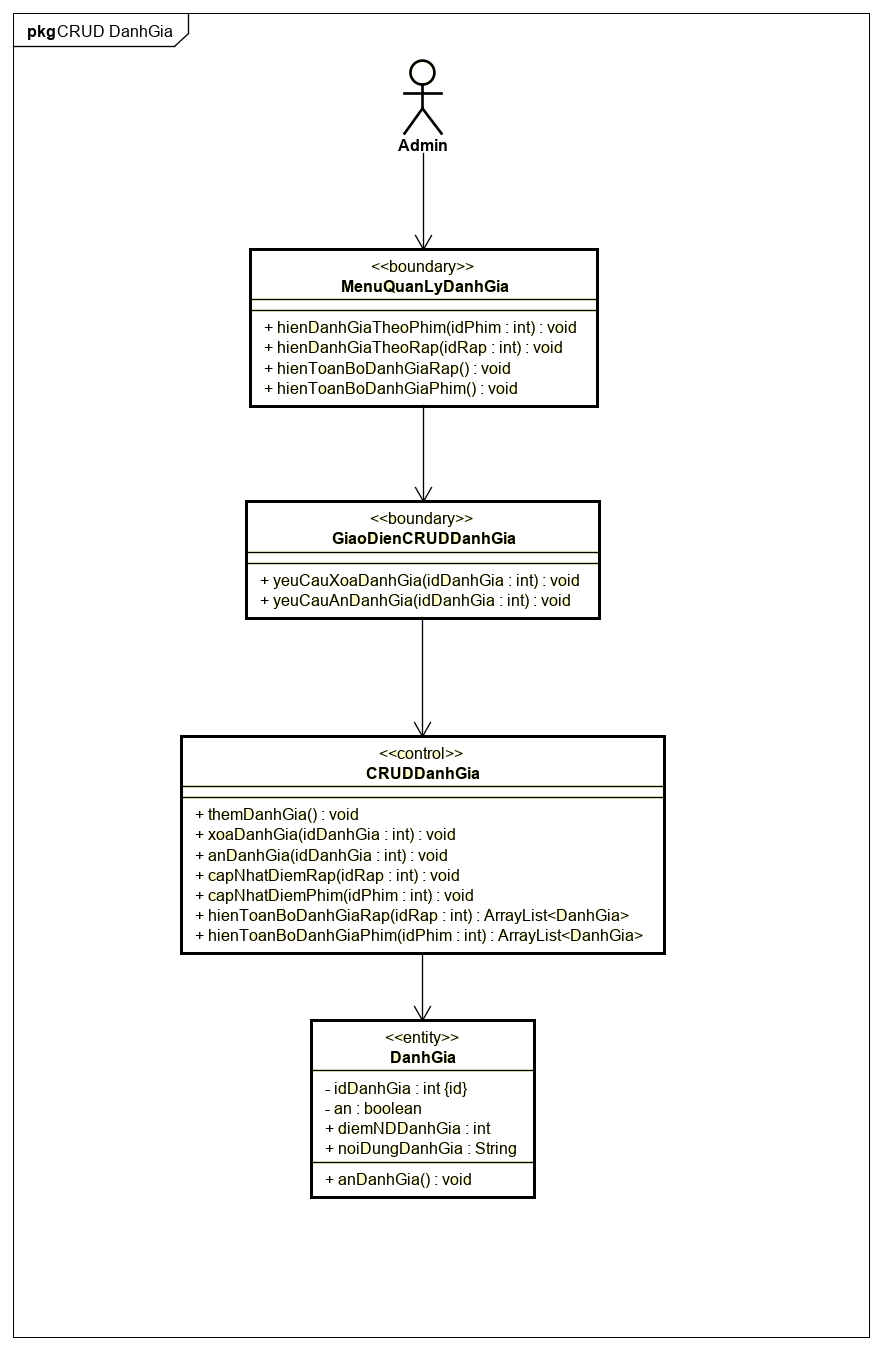 pkg CRUD DanhGia
Admin
<<boundary>>
MenuQuanLyDanhGia
+ hienDanhGiaTheoPhim(idPhim : int) : void
+ hienDanhGiaTheoRap(idRap : int) : void
+ hienToanBoDanhGiaRap() : void
+ hienToanBoDanhGiaPhim() : void
<<boundary>>
GiaoDienCRUDDanhGia
+ yeuCauXoaDanhGia(idDanhGia : int) : void
+ yeuCauAnDanhGia(idDanhGia : int) : void
<<control>>
CRUDDanhGia
+ themDanhGia() : void
+ xoaDanhGia(idDanhGia : int) : void
+ anDanhGia(idDanhGia : int) : void
+ capNhatDiemRap(idRap : int) : void
+ capNhatDiemPhim(idPhim : int) : void
+ hienToanBoDanhGiaRap(idRap : int) : ArrayList<DanhGia>
+ hienToanBoDanhGiaPhim(idPhim : int) : ArrayList<DanhGia>
<<entity>>
DanhGia
- idDanhGia : int {id}
- an : boolean
+ diemNDDanhGia : int
+ noiDungDanhGia : String
+ anDanhGia() : void